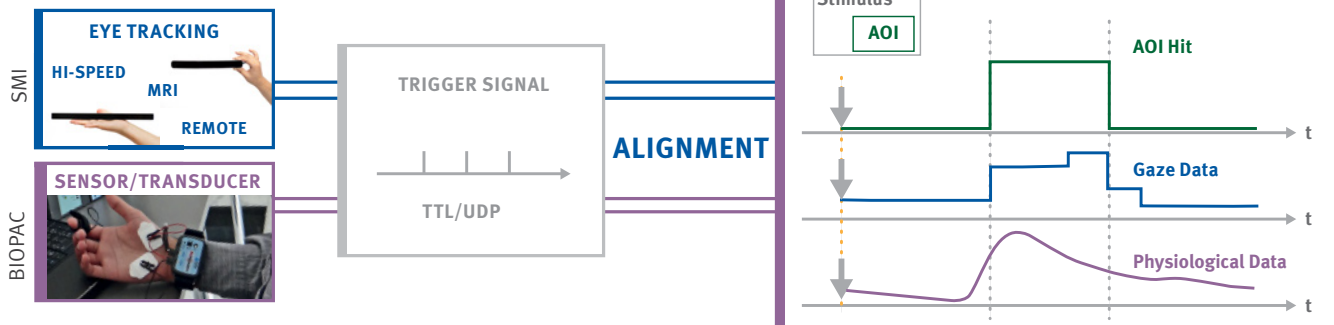 SMI
EYE TRACKING
HI-SPEED
MRI
REMOTE
BIOPAC
SENSOR/TRANSDUCER
TRIGGER SIGNAL
TTL/UDP
ALIGNMENT
Stimulus
AOI
AOI Hit
t
Gaze Data
t
Physiological Data
t